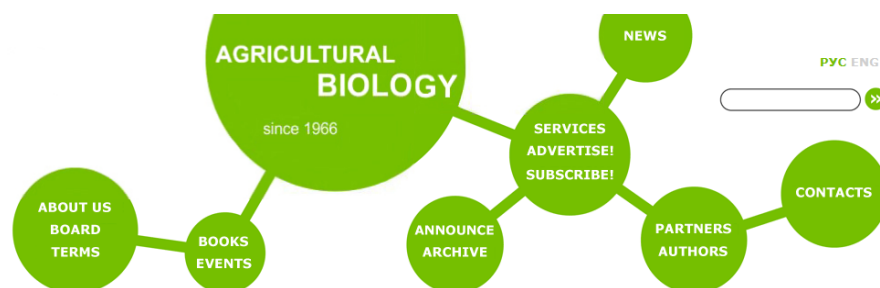 AGRICULTURAL
BIOLOGY
since 1966
NEWS
РУС ENG
SERVICES
ADVERTISE!
SUBSCRIBE!
CONTACTS
ABOUT US
BOARD
TERMS
BOOKS
EVENTS
ANNOUNCE
ARCHIVE
PARTNERS
AUTHORS